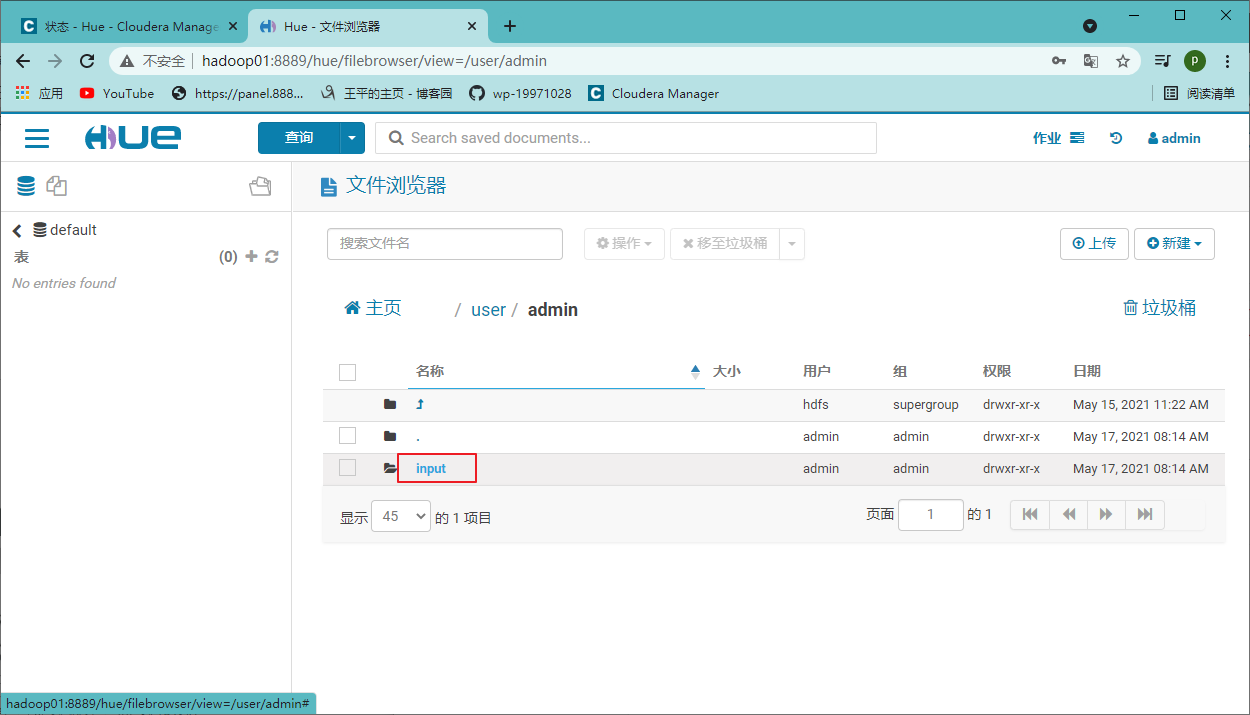 状态 - Hue - Cloudera Manage
Hue - 文件浏览器
不安全 hadoop01:8889/hue/filebrowser/view=/user/admin
P
应用 YouTube https://panel.888... 王平的主页 - 博客园 wp-19971028 Cloudera Manager 阅读清单
HUE 查询 Search saved documents... 作业 admin
文件浏览器
default
表 (0)
No entries found
搜索文件名 操作 移至垃圾桶 上传 新建
主页 / user / admin 垃圾桶
名称 大小 用户 组 权限 日期
hdfs supergroup drwxr-xr-x May 15, 2021 11:22 AM
. admin admin drwxr-xr-x May 17, 2021 08:14 AM
input admin admin drwxr-xr-x May 17, 2021 08:14 AM
显示 45 的 1 项目 页面 1 的 1
hadoop01:8889/hue/filebrowser/view=/user/admin#